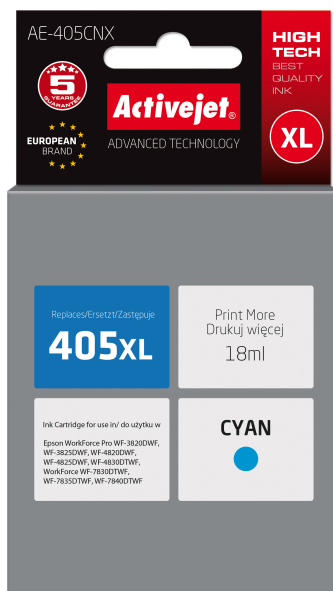 AE-405CNX
HIGH
TECH
BEST
QUALITY
INK
5
YEARS
GUARANTEE
Activejet®
EUROPEAN
BRAND
ADVANCED TECHNOLOGY
XL
Replaces/Ersetzt/Zastępuje
405XL
Print More
Drukuj więcej
18ml
Ink Cartridge for use in/ do użytku w
Epson WorkForce Pro WF-3820DWF,
WF-3825DWF, WF-4820DWF,
WF-4825DWF, WF-4830DTWF,
WorkForce WF-7830DTWF,
WF-7835DTWF, WF-7840DTWF
CYAN